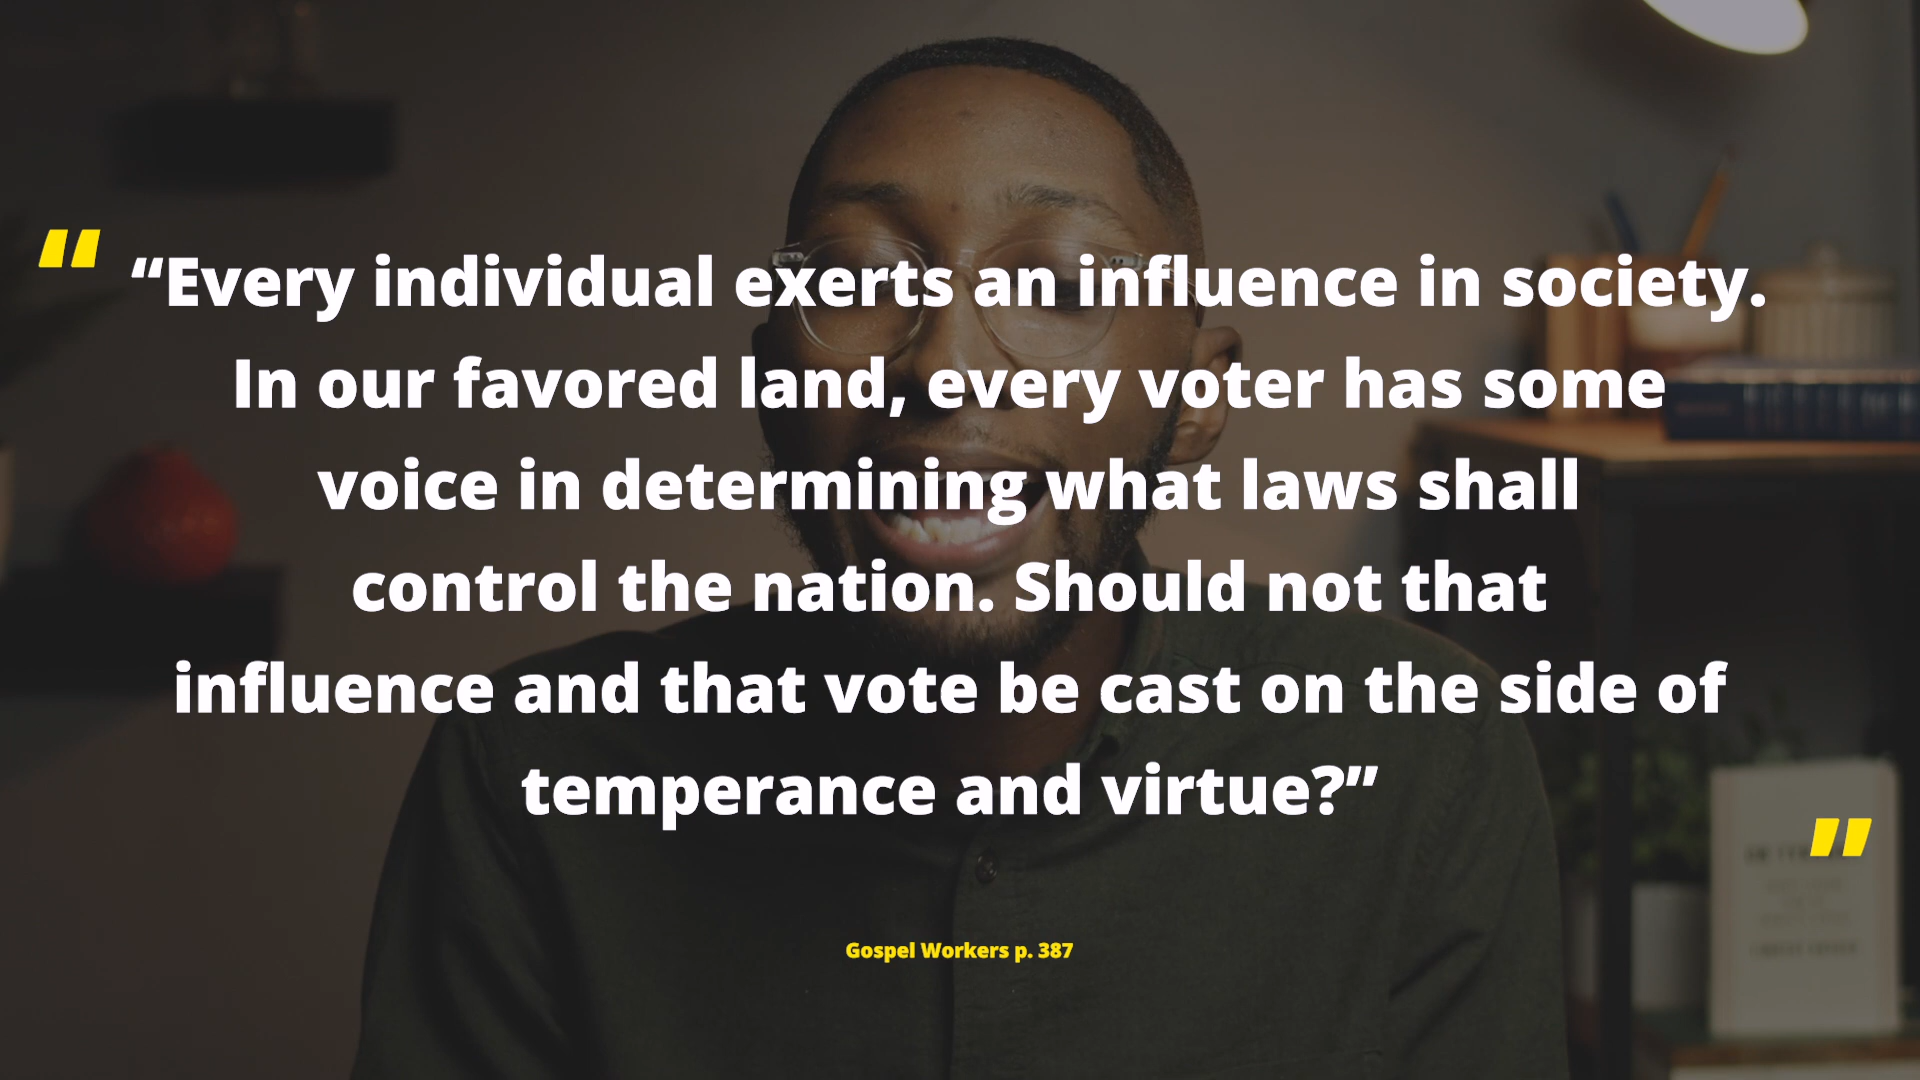 “Every individual exerts an influence in society.
In our favored land, every voter has some
voice in determining what laws shall
control the nation. Should not that
influence and that vote be cast on the side of
temperance and virtue?”
Gospel Workers p. 387